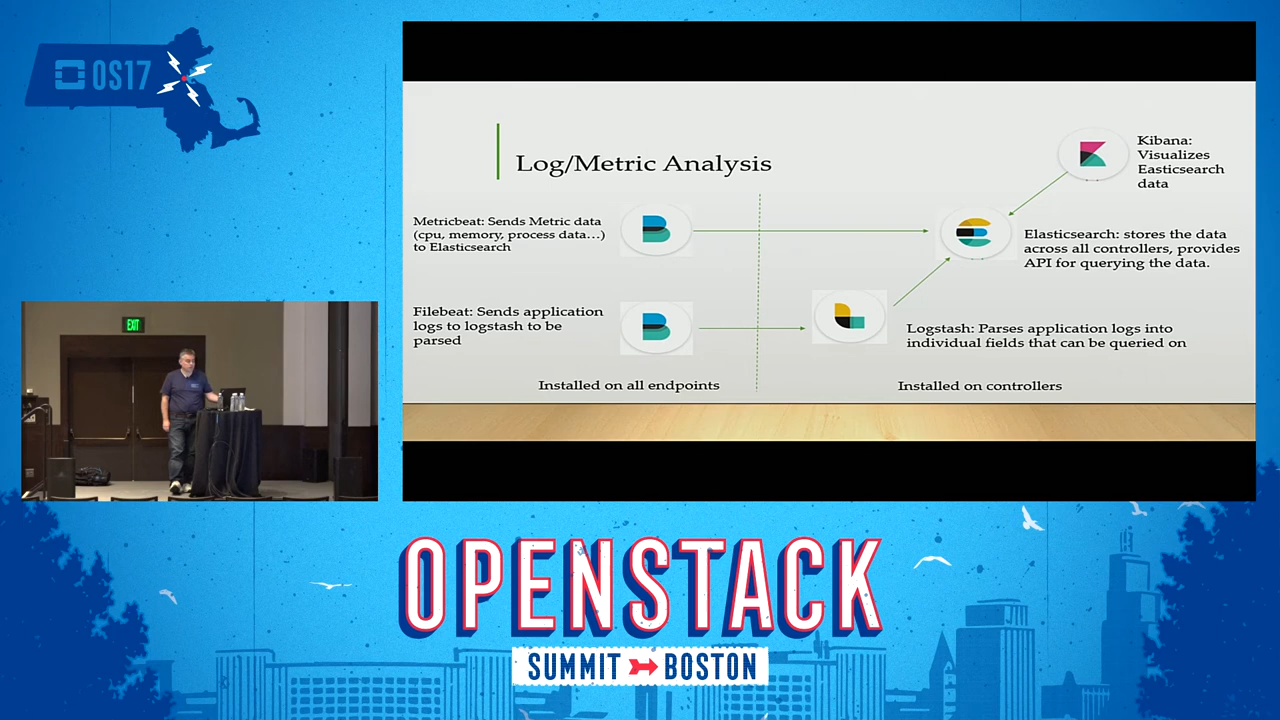 OS17
EXIT
Log/Metric Analysis
Metricbeat: Sends Metric data
(cpu, memory, process data...)
to Elasticsearch
Filebeat: Sends application
logs to logstash to be
parsed
Installed on all endpoints
Kibana:
Visualizes
Easticsearch
data
Elasticsearch: stores the data
across all controllers, provides
API for querying the data.
Logstash: Parses application logs into
individual fields that can be queried on
Installed on controllers
OPENSTACK
SUMMIT BOSTON